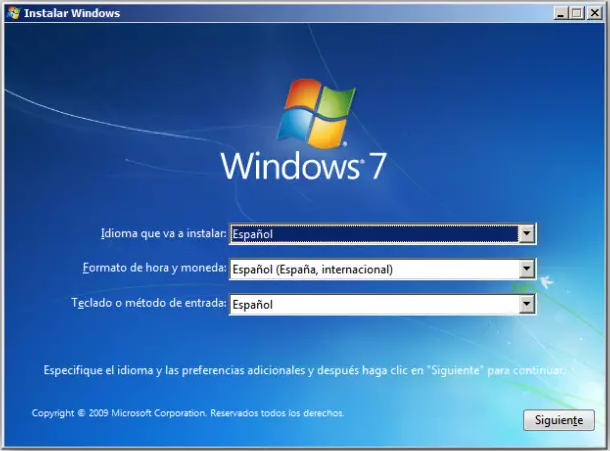 Instalar Windows
Windows 7
Idioma que va a instalar: Español
Formato de hora y moneda: Español (España, internacional)
Teclado o método de entrada: Español
Especifique el idioma y las preferencias adicionales y después haga clic en "Siguiente" para continuar.
Copyright © 2009 Microsoft Corporation. Reservados todos los derechos.
Siguiente